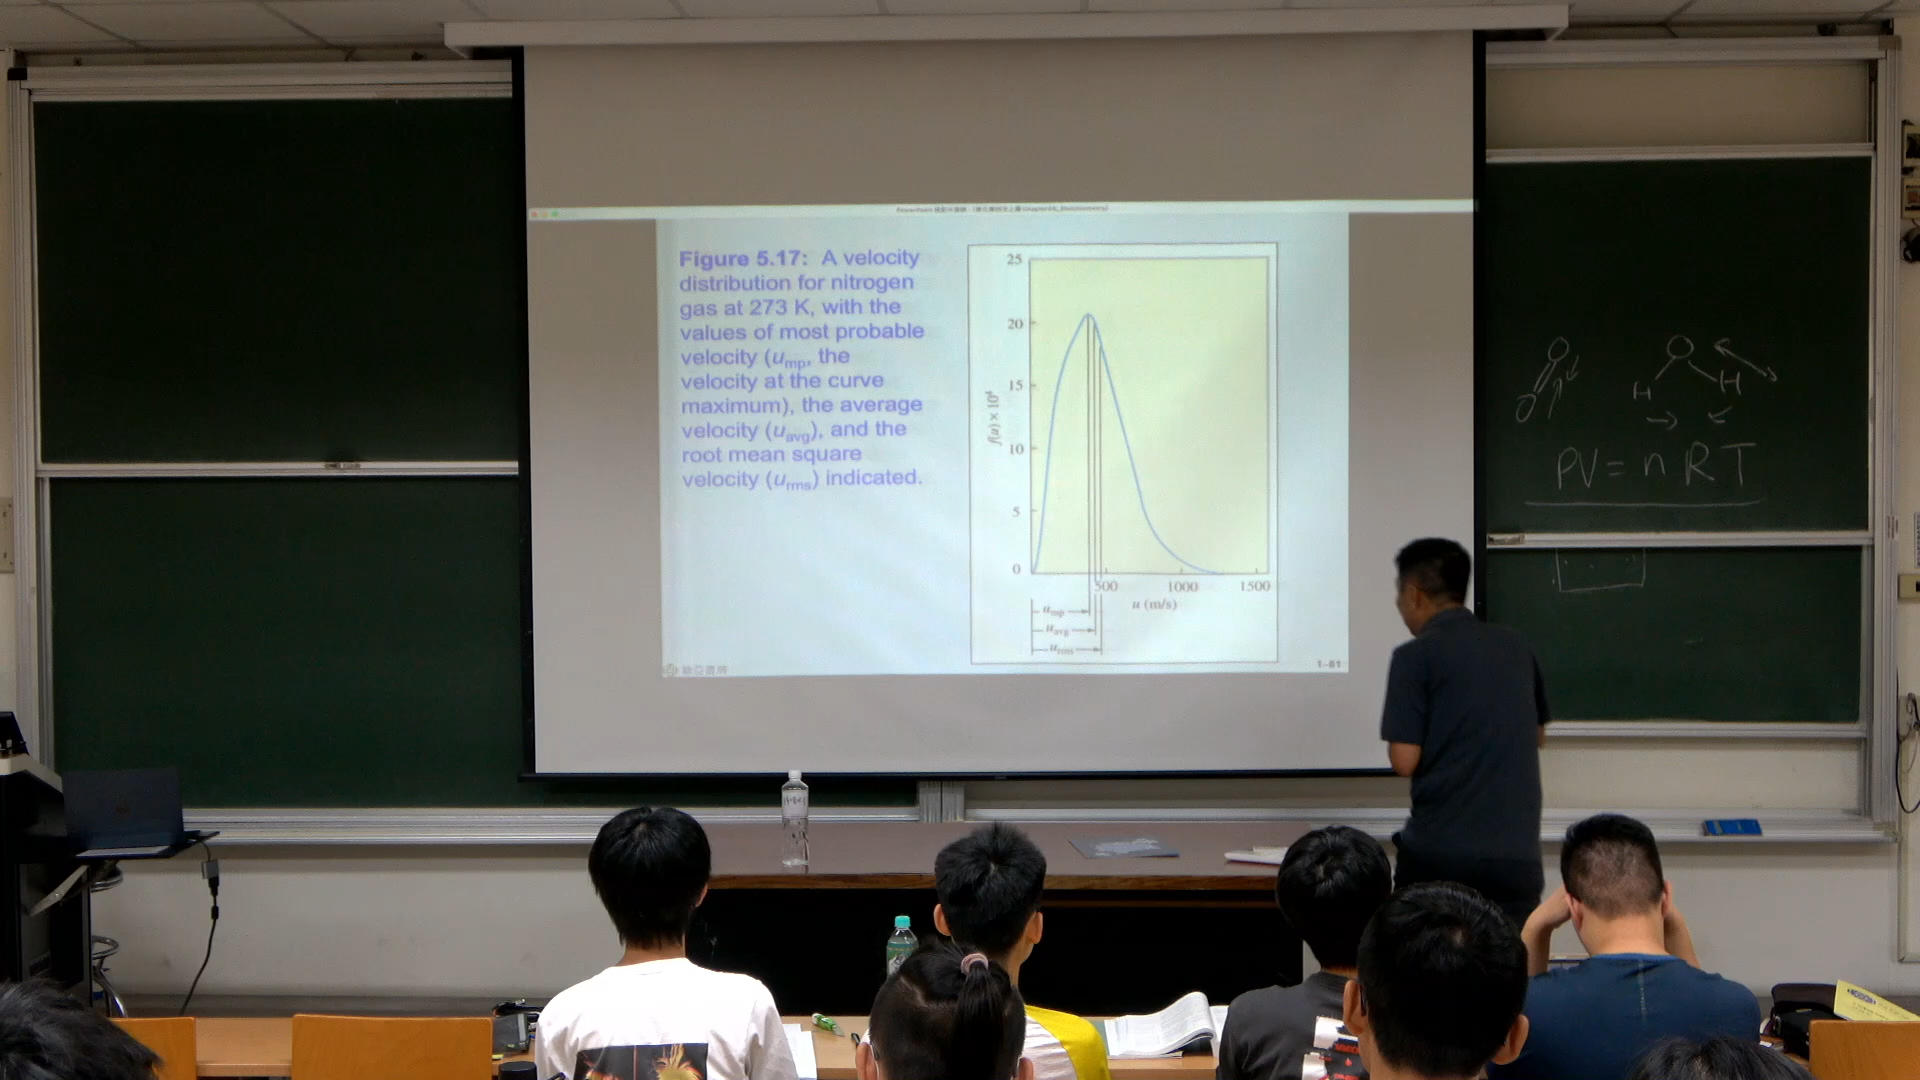 Figure 5.17: A velocity
distribution for nitrogen
gas at 273 K, with the
values of most probable
velocity (ump, the
velocity at the curve
maximum), the average
velocity (uavg), and the
root mean square
velocity (urms) indicated.
25
20
15
10
5
0
f(u) × 10⁴
500
1000
1500
u (m/s)
ump
uavg
urms
1-81
O
O
O
H
H
PV = nRT